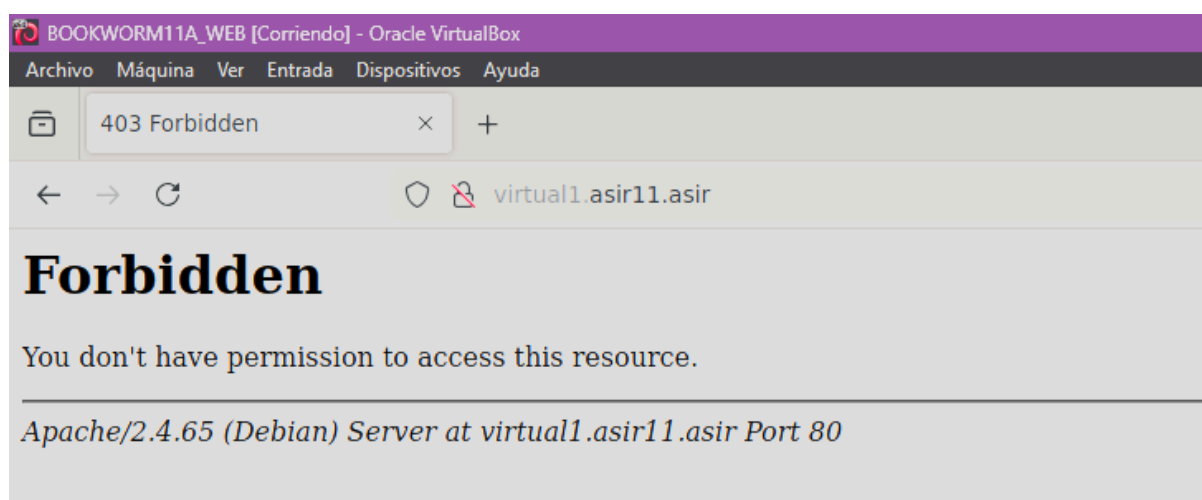 BOOKWORM11A_WEB [Corriendo] - Oracle VirtualBox
Archivo Máquina Ver Entrada Dispositivos Ayuda
403 Forbidden
virtual1.asir11.asir
Forbidden
You don't have permission to access this resource.
Apache/2.4.65 (Debian) Server at virtual1.asir11.asir Port 80